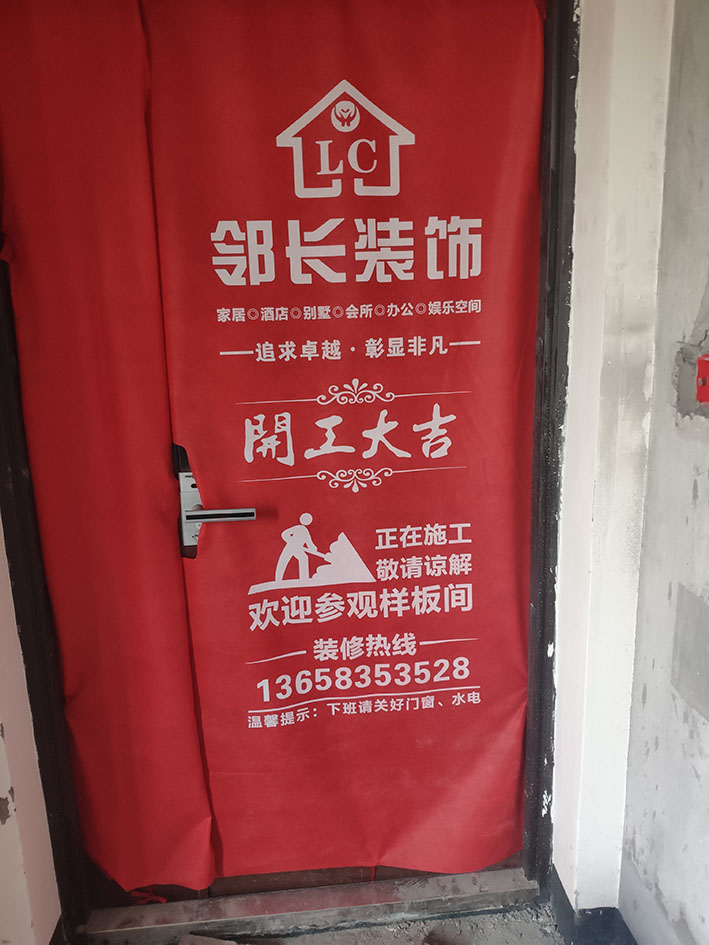 LC
邻长装饰
家居◎酒店◎别墅◎会所◎办公◎娱乐空间
追求卓越·彰显非凡
開工大吉
正在施工
敬请谅解
欢迎参观样板间
装修热线
13658353528
温馨提示：下班请关好门窗、水电